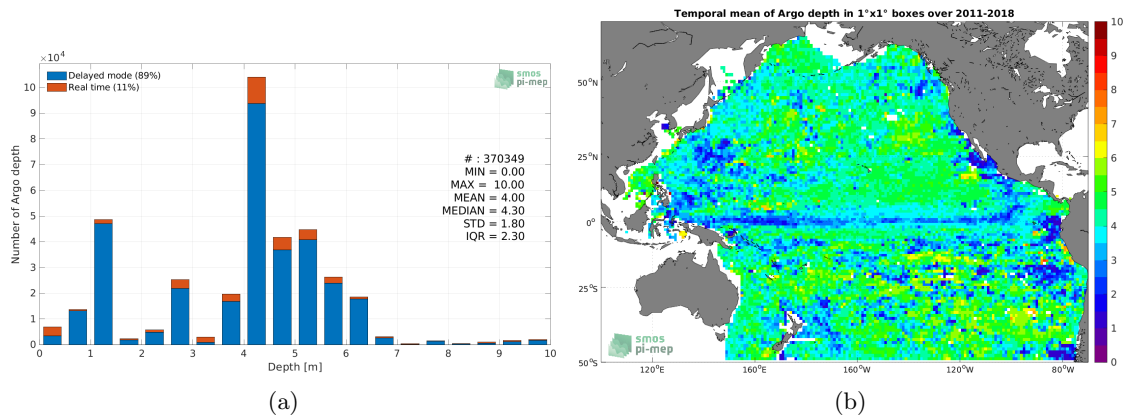 ×10⁴
Delayed mode (89%)
Real time (11%)
smos
pi-mep
# : 370349
MIN = 0.00
MAX = 10.00
MEAN = 4.00
MEDIAN = 4.30
STD = 1.80
IQR = 2.30
Number of Argo depth
10
9
8
7
6
5
4
3
2
1
0
0 1 2 3 4 5 6 7 8 9 10
Depth [m]
(a)
Temporal mean of Argo depth in 1°x1° boxes over 2011-2018
50°N
25°N
0°
25°S
50°S
120°E 160°E 160°W 120°W 80°W
smos
pi-mep
10
9
8
7
6
5
4
3
2
1
0
(b)